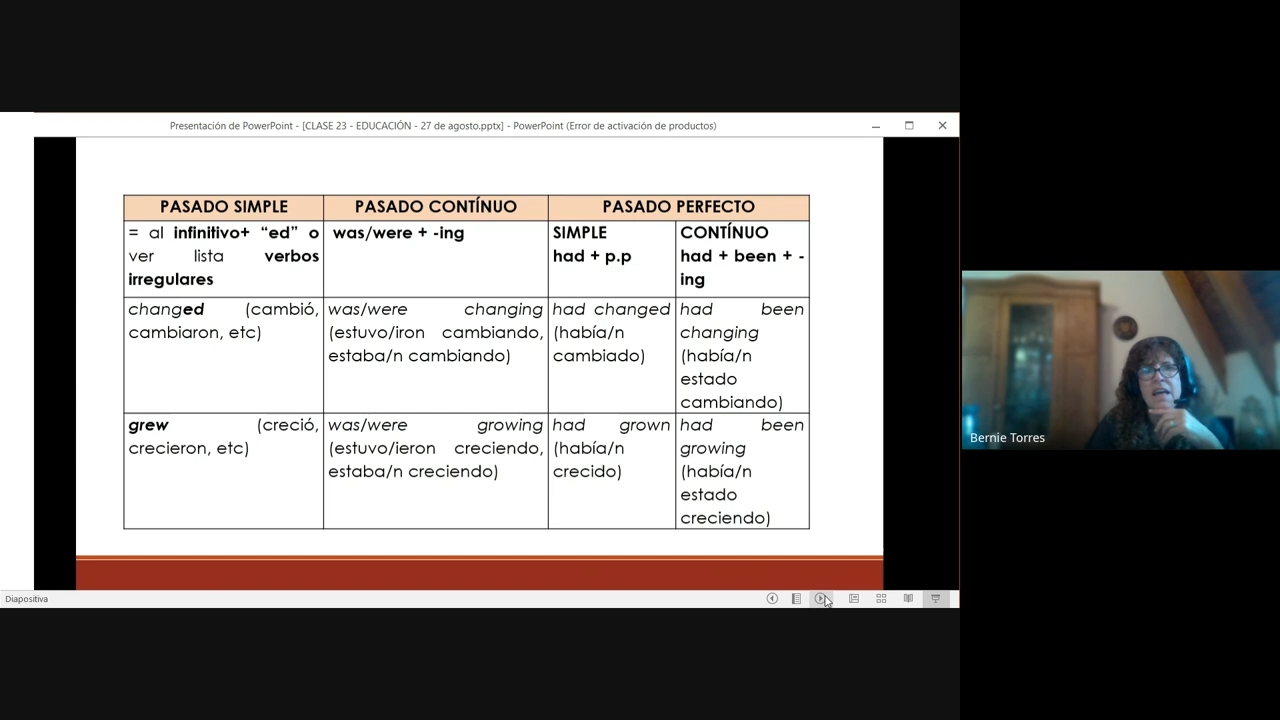 Presentación de PowerPoint - [CLASE 23 - EDUCACIÓN - 27 de agosto.pptx] - PowerPoint (Error de activación de productos)
PASADO SIMPLE
PASADO CONTÍNUO
PASADO PERFECTO
= al infinitivo+ “ed” o
ver lista verbos
irregulares
was/were + -ing
SIMPLE
had + p.p
CONTÍNUO
had + been + -
ing
changed (cambió,
cambiaron, etc)
was/were changing
(estuvo/iron cambiando,
estaba/n cambiando)
had changed
(había/n
cambiado)
had been
changing
(había/n
estado
cambiando)
grew (creció,
crecieron, etc)
was/were growing
(estuvo/ieron creciendo,
estaba/n creciendo)
had grown
(había/n
crecido)
had been
growing
(había/n
estado
creciendo)
Bernie Torres
Diapositiva